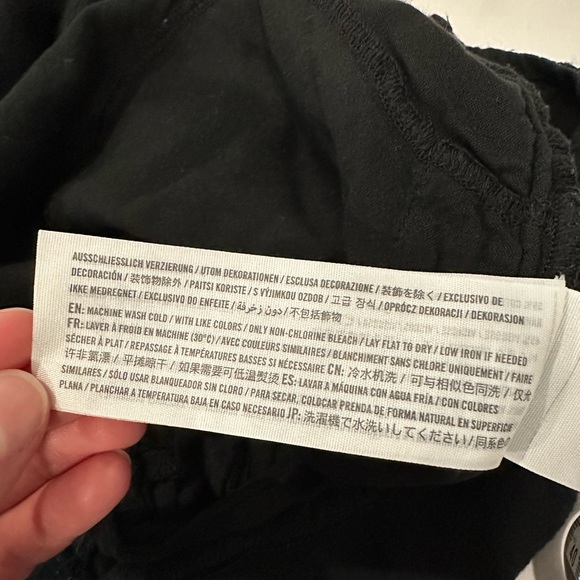 AUSSCHLIESSLICH VERZIERUNG / UTOM DEKORATIONEN / ESCLUSA DECORAZIONE / 装飾を除く / EXCLUSIVO DE
DECORACIÓN / 装饰物除外 / PAITSI KORISTE / S VÝJIMKOU OZDOB / 고급 장식 / OPRÓCZ DEKORACJI / DEKORASJON
IKKE MEDREGNET / EXCLUSIVO DO ENFEITE / دون زخرفة / 不包括飾物
EN: MACHINE WASH COLD / WITH LIKE COLORS / ONLY NON-CHLORINE BLEACH / LAY FLAT TO DRY / LOW IRON IF NEEDED
FR: LAVER À FROID EN MACHINE (30°C) / AVEC COULEURS SIMILAIRES / BLANCHIMENT SANS CHLORE UNIQUEMENT / FAIRE
SÉCHER À PLAT / REPASSAGE À TEMPÉRATURES BASSES SI NÉCESSAIRE CN: 冷水机洗 / 可与相似色同洗 / 仅允
许非氯漂 / 平摊晾干 / 如果需要可低温熨烫 ES: LAVAR A MÁQUINA CON AGUA FRÍA / CON COLORES
SIMILARES / SÓLO USAR BLANQUEADOR SIN CLORO / PARA SECAR, COLOCAR PRENDA DE FORMA NATURAL EN SUPERFICIE
PLANA / PLANCHAR A TEMPERATURA BAJA EN CASO NECESARIO JP: 洗濯機で水洗いしてください / 同系色